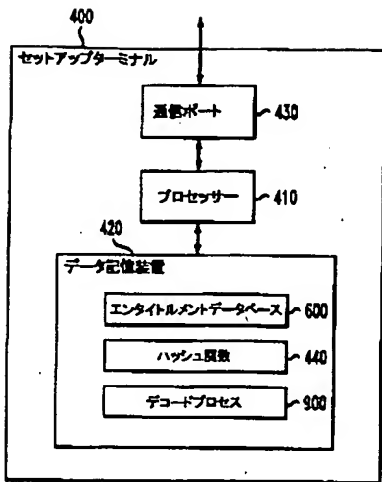 400
セットアップターミナル
通信ポート
430
プロセッサー
410
420
データ記憶装置
エンタイトルメントデータベース
600
ハッシュ関数
440
デコードプロセス
900